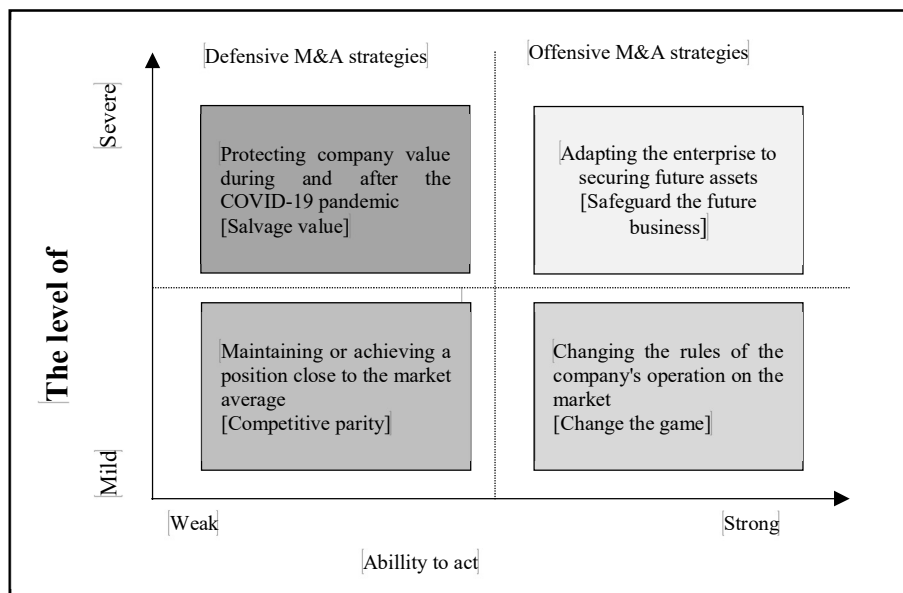 Defensive M&A strategies
Offensive M&A strategies
Severe
Protecting company value
during and after the
COVID-19 pandemic
[Salvage value]
Adapting the enterprise to
securing future assets
[Safeguard the future
business]
The level of
Maintaining or achieving a
position close to the market
average
[Competitive parity]
Changing the rules of the
company's operation on the
market
[Change the game]
Mild
Weak
Strong
Abillity to act